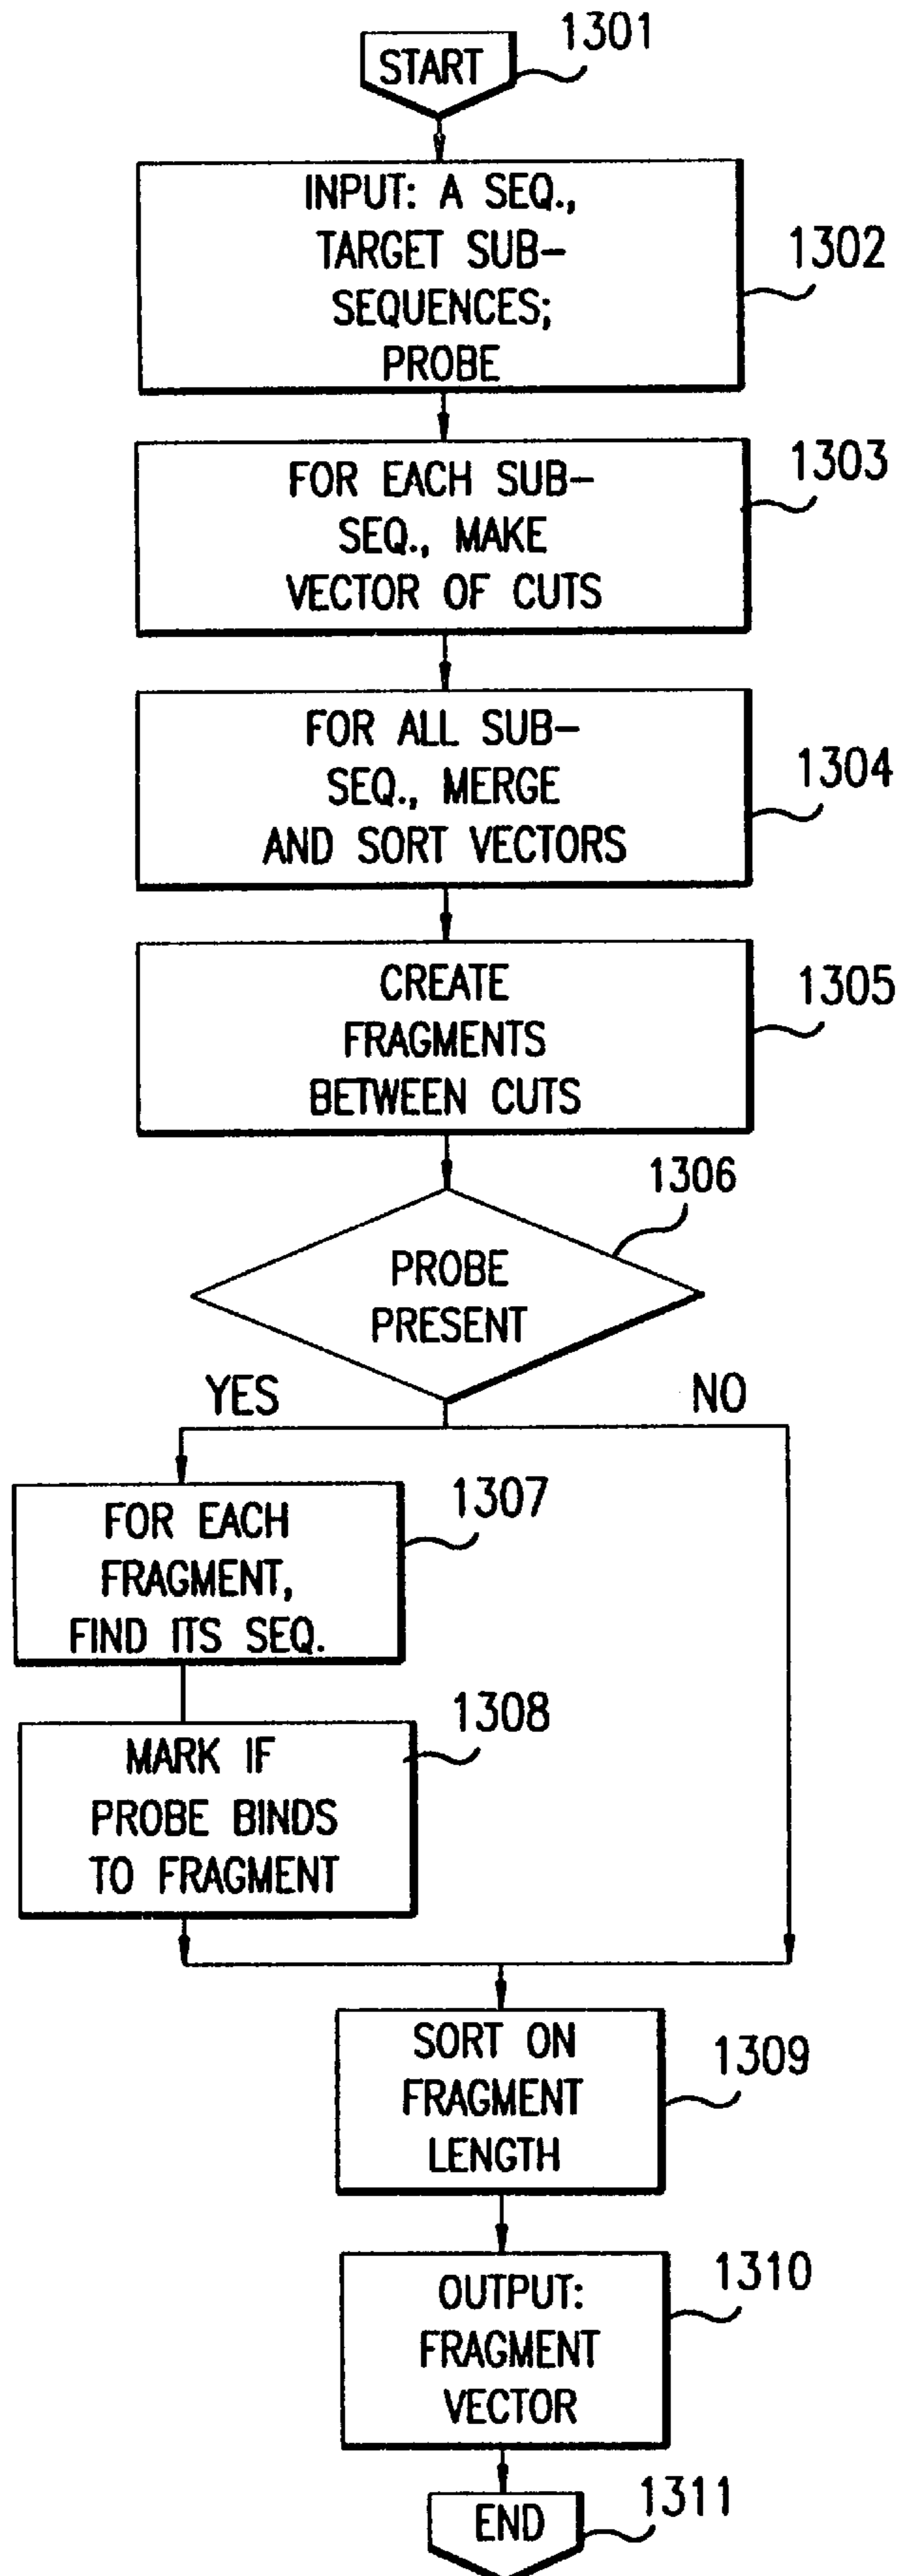 START
1301
INPUT: A SEQ.,
TARGET SUB-
SEQUENCES;
PROBE
1302
FOR EACH SUB-
SEQ., MAKE
VECTOR OF CUTS
1303
FOR ALL SUB-
SEQ., MERGE
AND SORT VECTORS
1304
CREATE
FRAGMENTS
BETWEEN CUTS
1305
1306
PROBE
PRESENT
YES
NO
FOR EACH
FRAGMENT,
FIND ITS SEQ.
1307
MARK IF
PROBE BINDS
TO FRAGMENT
1308
SORT ON
FRAGMENT
LENGTH
1309
OUTPUT:
FRAGMENT
VECTOR
1310
END
1311